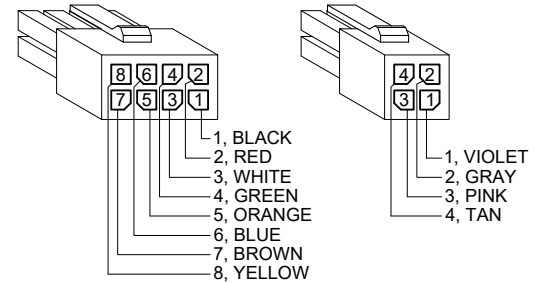 8 6 4 2
7 5 3 1
1, BLACK
2, RED
3, WHITE
4, GREEN
5, ORANGE
6, BLUE
7, BROWN
8, YELLOW
4 2
3 1
1, VIOLET
2, GRAY
3, PINK
4, TAN